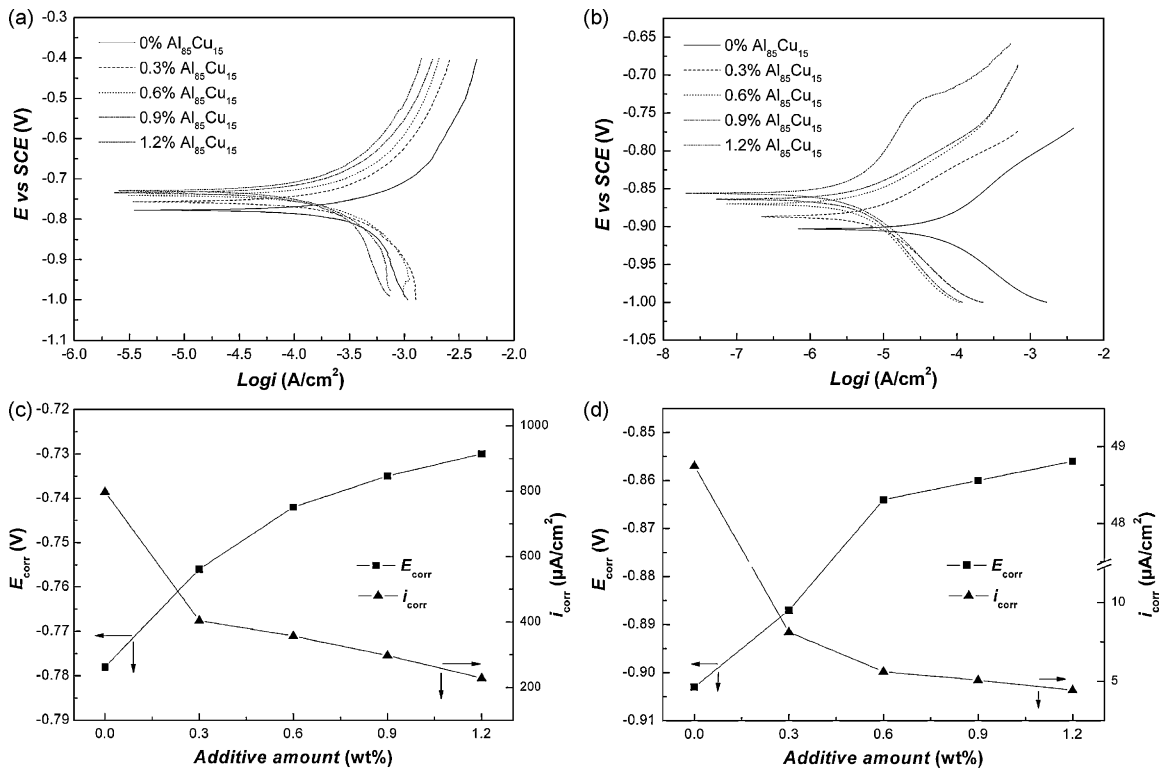 (a)
-0.3
-0.4
-0.5
-0.6
-0.7
-0.8
-0.9
-1.0
-1.1
E vs SCE (V)
0% Al85Cu15
0.3% Al85Cu15
0.6% Al85Cu15
0.9% Al85Cu15
1.2% Al85Cu15
-6.0 -5.5 -5.0 -4.5 -4.0 -3.5 -3.0 -2.5 -2.0
Logi (A/cm2)
(b)
-0.65
-0.70
-0.75
-0.80
-0.85
-0.90
-0.95
-1.00
-1.05
E vs SCE (V)
0% Al85Cu15
0.3% Al85Cu15
0.6% Al85Cu15
0.9% Al85Cu15
1.2% Al85Cu15
-8 -7 -6 -5 -4 -3 -2
Logi (A/cm2)
(c)
-0.72
-0.73
-0.74
-0.75
-0.76
-0.77
-0.78
-0.79
Ecorr (V)
Ecorr
icorr
1000
800
600
400
200
icorr (μA/cm2)
0.0 0.3 0.6 0.9 1.2
Additive amount (wt%)
(d)
-0.85
-0.86
-0.87
-0.88
-0.89
-0.90
-0.91
Ecorr (V)
Ecorr
icorr
49
48
10
5
icorr (μA/cm2)
0.0 0.3 0.6 0.9 1.2
Additive amount (wt%)